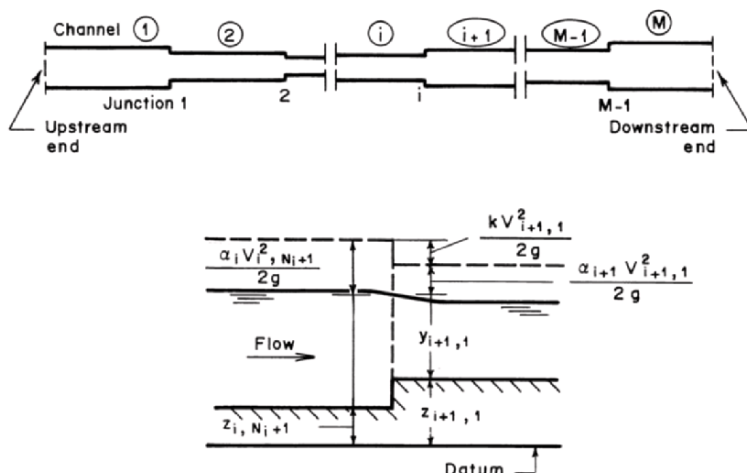 Channel 1 2 i i+1 M-1 M
Junction 1 2 i M-1
Upstream end
Downstream end
k V²ᵢ₊₁, ₁ / 2g
αᵢ Vᵢ², Nᵢ₊₁ / 2g
αᵢ₊₁ V²ᵢ₊₁, ₁ / 2g
Flow
yᵢ₊₁, ₁
zᵢ, Nᵢ₊₁
zᵢ₊₁, ₁
Datum